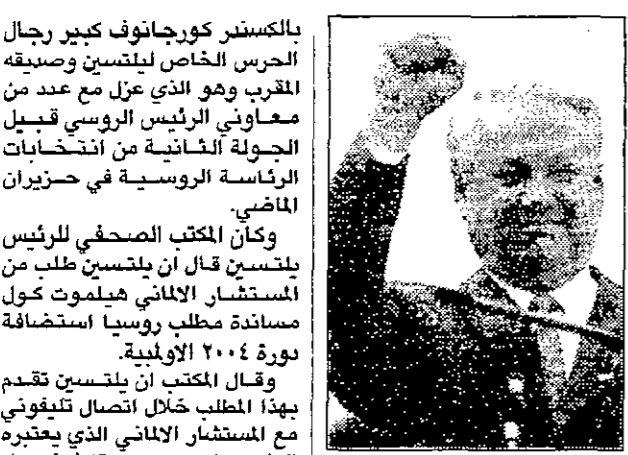 بالكسندر كورجانوف كبير رجال
الحرس الخاص ليلتسين وصديقه
المقرب وهو الذي عزل مع عدد من
معاوني الرئيس الروسي قبيل
الجولة الثانية من انتخابات
الرئاسة الروسية في حزيران
الماضي.
وكان المكتب الصحفي للرئيس
يلتسين قال ان يلتسين طلب من
المستشار الالماني هيلموت كول
مساندة مطلب روسيا استضافة
دورة ٢٠٠٤ الاولمبية.
وقال المكتب ان يلتسين تقدم
بهذا المطلب خلال اتصال تليفوني
مع المستشار الالماني الذي يعتبره